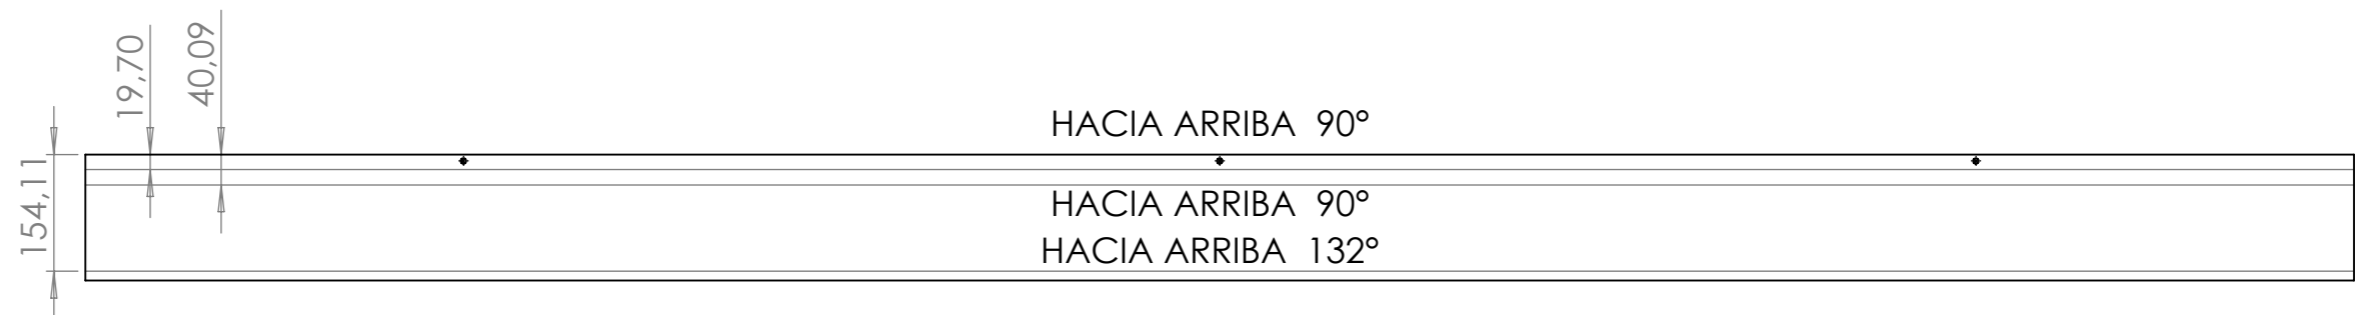 19,70
40,09
154,11
HACIA ARRIBA 90°
HACIA ARRIBA 90°
HACIA ARRIBA 132°